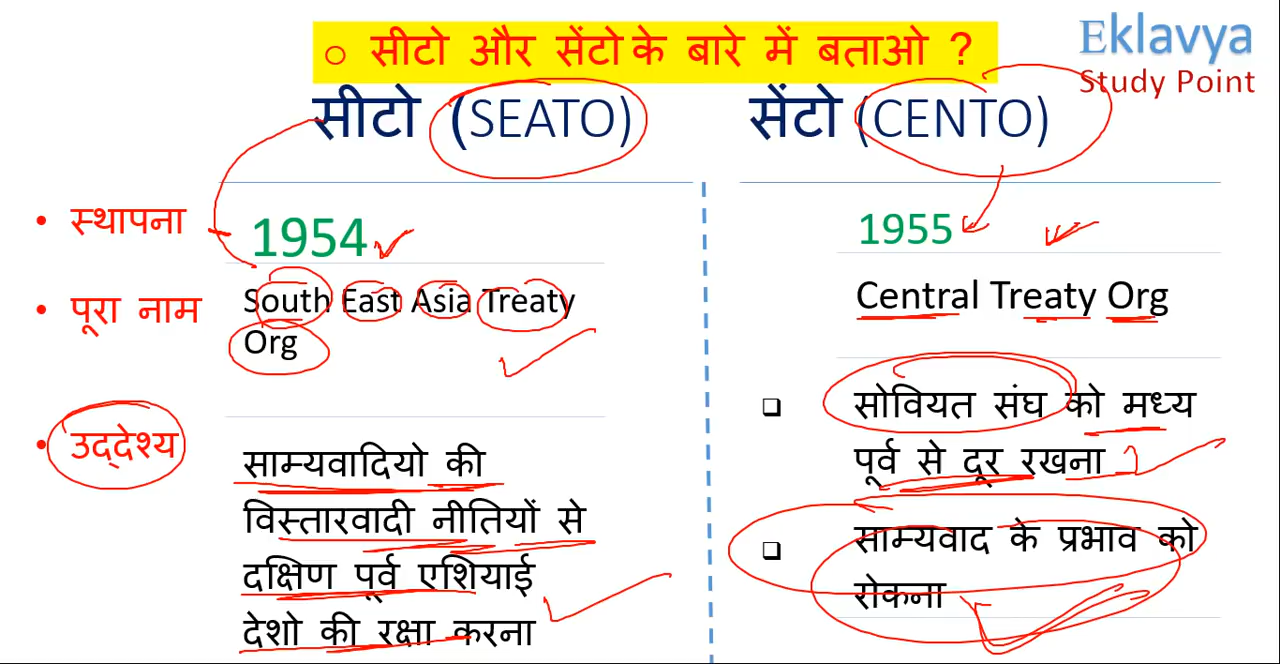 ○ सीटो और सेंटो के बारे में बताओ ?
Eklavya
Study Point
सीटो (SEATO)
सेंटो (CENTO)
• स्थापना
1954
1955
• पूरा नाम
South East Asia Treaty
Org
Central Treaty Org
• उद्देश्य
साम्यवादियो की
विस्तारवादी नीतियों से
दक्षिण पूर्व एशियाई
देशो की रक्षा करना
❑ सोवियत संघ को मध्य
पूर्व से दूर रखना
❑ साम्यवाद के प्रभाव को
रोकना